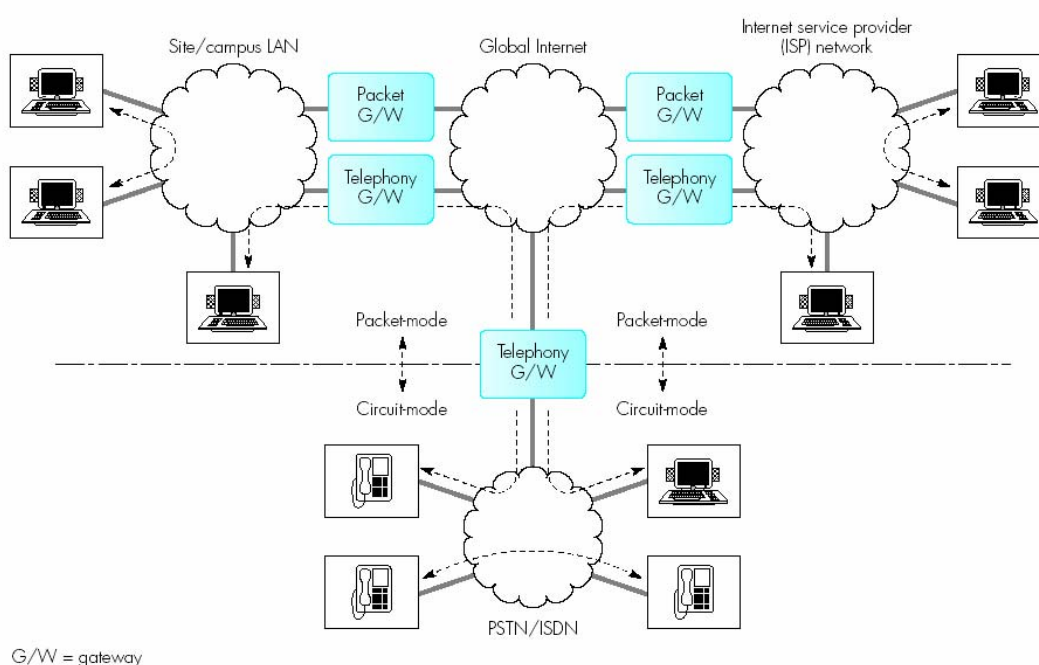 Site/campus LAN
Global Internet
Internet service provider
(ISP) network
Packet
G/W
Packet
G/W
Telephony
G/W
Telephony
G/W
Packet-mode
Packet-mode
Telephony
G/W
Circuit-mode
Circuit-mode
PSTN/ISDN
G/W = gateway